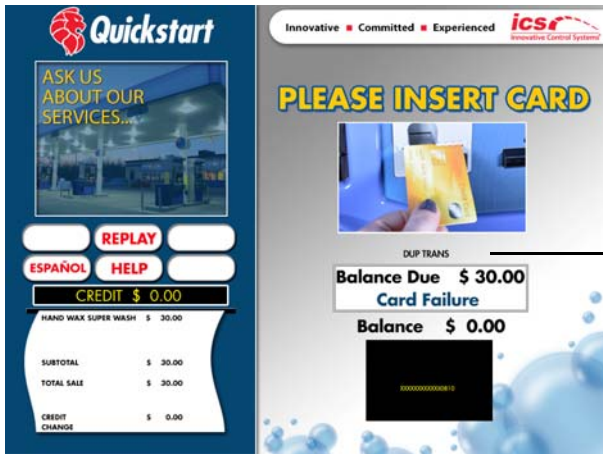 Quickstart
ASK US
ABOUT OUR
SERVICES...
REPLAY
ESPAÑOL HELP
CREDIT $ 0.00
HAND WAX SUPER WASH $ 30.00
SUBTOTAL $ 30.00
TOTAL SALE $ 30.00
CREDIT $ 0.00
CHANGE
Innovative ■ Committed ■ Experienced
ics
Innovative Control Systems
PLEASE INSERT CARD
DUP TRANS
Balance Due $ 30.00
Card Failure
Balance $ 0.00